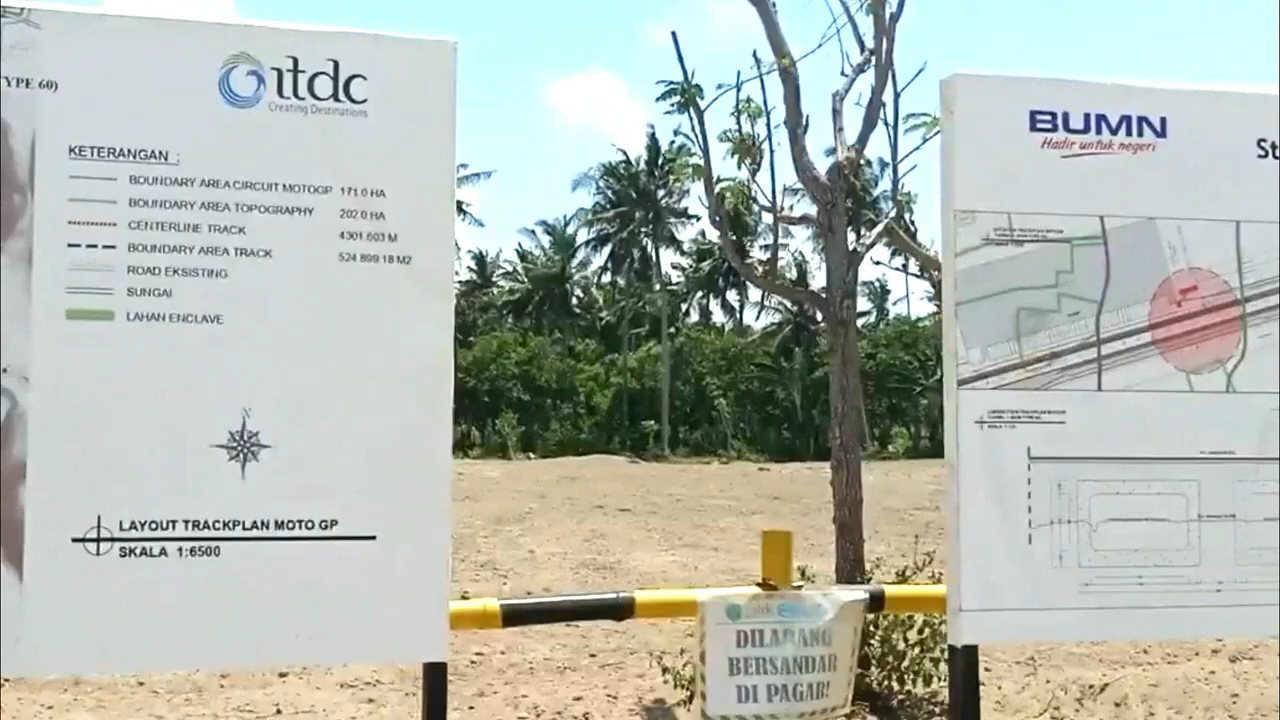 YPE 60)
itdc
Creating Destinations
KETERANGAN :
BOUNDARY AREA CIRCUIT MOTOGP 171.0 HA
BOUNDARY AREA TOPOGRAPHY 202.0 HA
CENTERLINE TRACK 4301.603 M
BOUNDARY AREA TRACK 524.899.18 M2
ROAD EKSISTING
SUNGAI
LAHAN ENCLAVE
LAYOUT TRACKPLAN MOTO GP
SKALA 1:6500
BUMN
Hadir untuk negeri
St
DILARANG
BERSANDAR
DI PAGAR!